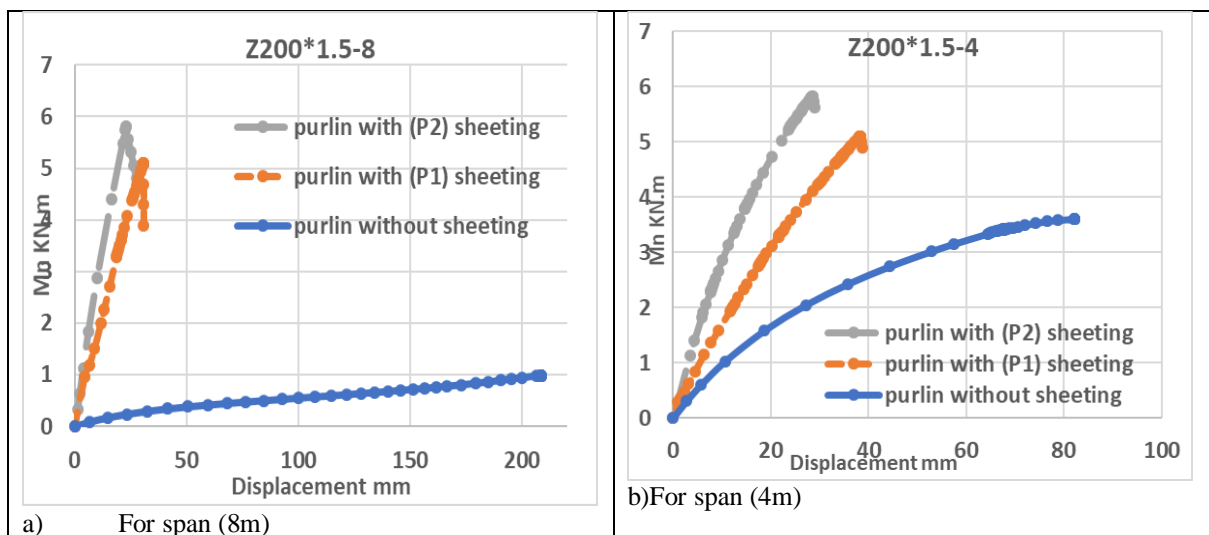 Z200*1.5-8
7
6
5
4
3
2
1
0
Mn KN.m
purlin with (P2) sheeting
purlin with (P1) sheeting
purlin without sheeting
0 50 100 150 200
Displacement mm
a) For span (8m)
Z200*1.5-4
7
6
5
4
3
2
1
0
Mn KN.m
purlin with (P2) sheeting
purlin with (P1) sheeting
purlin without sheeting
0 20 40 60 80 100
Displacement mm
b)For span (4m)